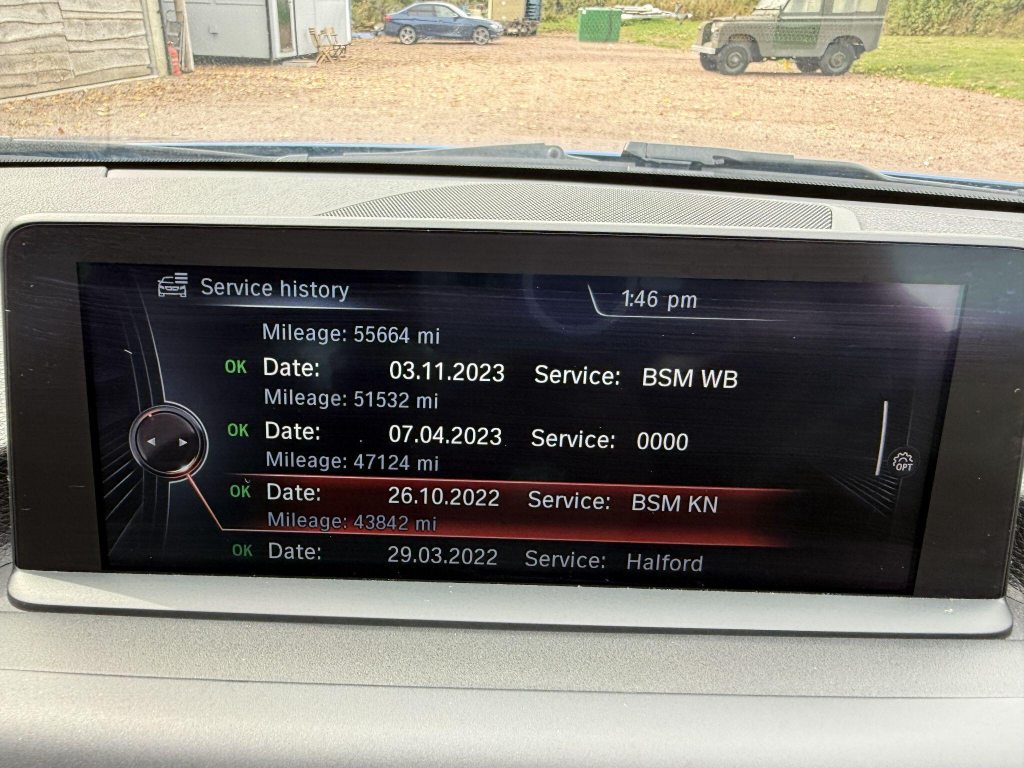 Service history
1:46 pm
Mileage: 55664 mi
OK Date: 03.11.2023 Service: BSM WB
Mileage: 51532 mi
OK Date: 07.04.2023 Service: 0000
Mileage: 47124 mi
OK Date: 26.10.2022 Service: BSM KN
Mileage: 43842 mi
OK Date: 29.03.2022 Service: Halford
OPT